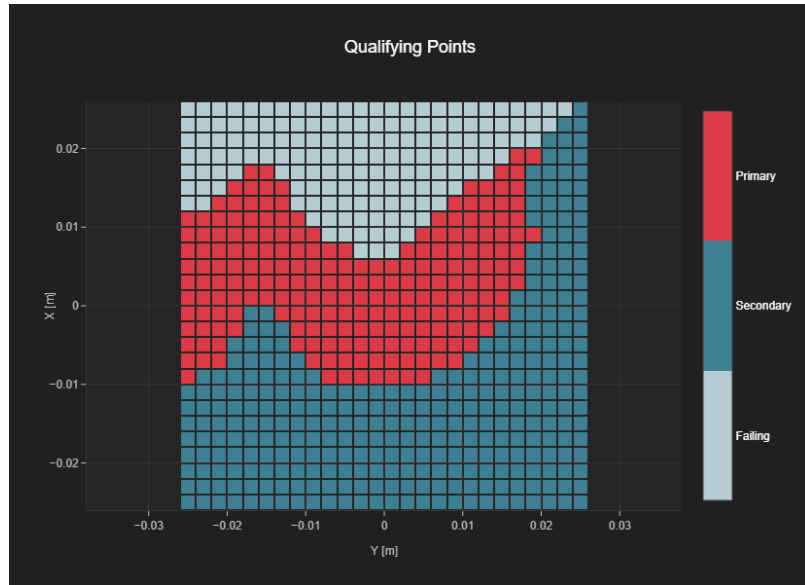 Qualifying Points
0.02
0.01
0
−0.01
−0.02
X [m]
−0.03
−0.02
−0.01
0
0.01
0.02
0.03
Y [m]
Primary
Secondary
Failing